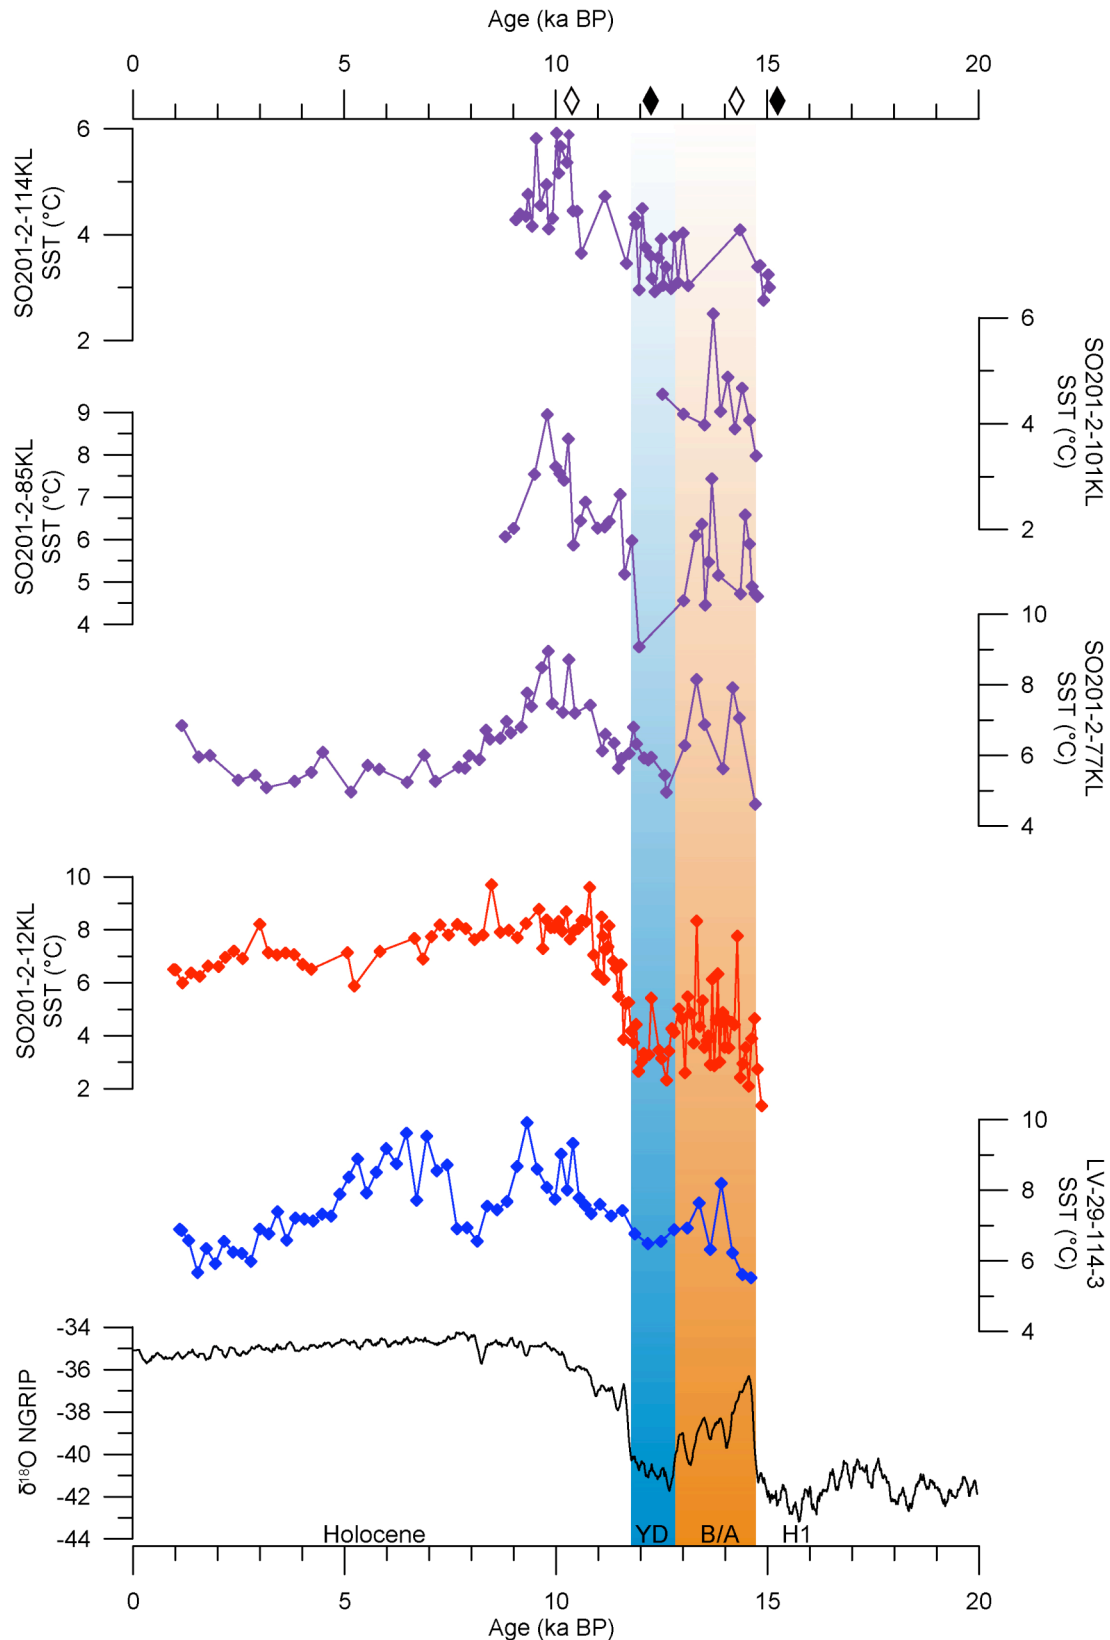 Age (ka BP)
0 5 10 15 20
SO201-2-114KL
SST (°C)
6
4
2
SO201-2-101KL
SST (°C)
6
4
2
SO201-2-85KL
SST (°C)
9
8
7
6
5
4
SO201-2-77KL
SST (°C)
10
8
6
4
SO201-2-12KL
SST (°C)
10
8
6
4
2
LV-29-114-3
SST (°C)
10
8
6
4
δ¹⁸O NGRIP
-34
-36
-38
-40
-42
-44
Holocene YD B/A H1
0 5 10 15 20
Age (ka BP)